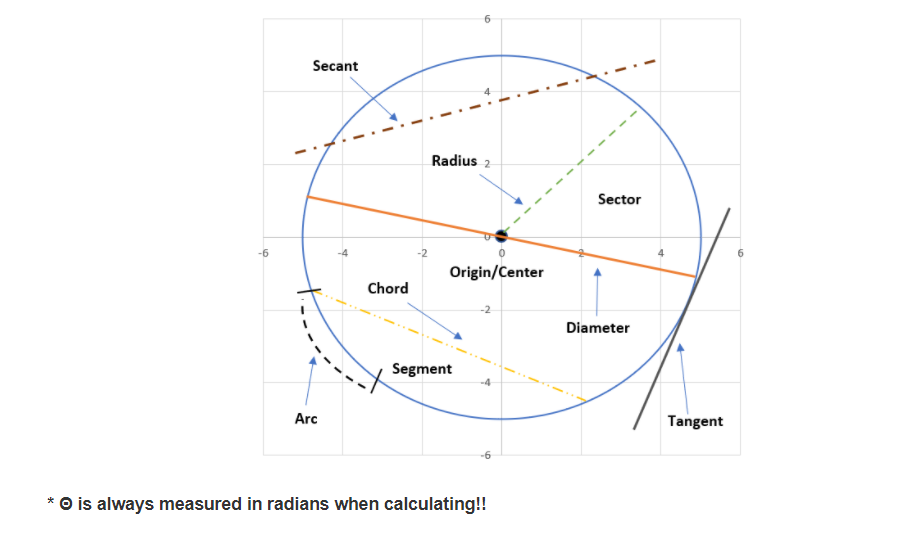 6
Secant
4
Radius 2
Sector
0
-6 -4 -2 0 2 4 6
Origin/Center
Chord
-2
Diameter
Segment
-4
Arc
Tangent
-6
* Θ is always measured in radians when calculating!!